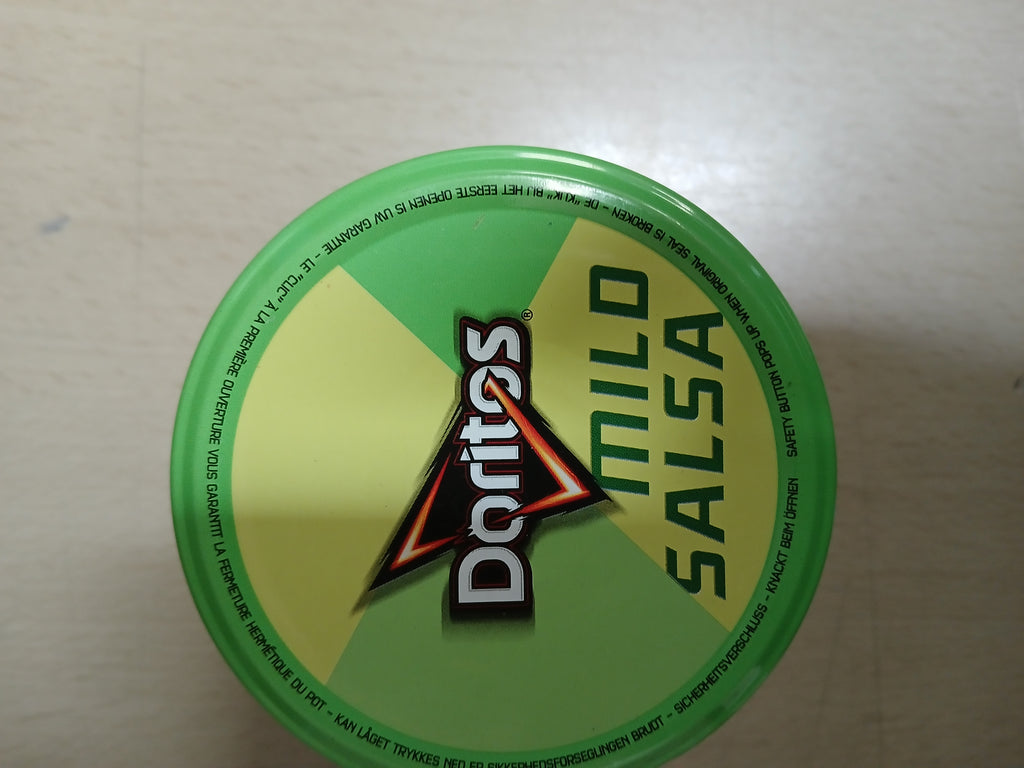 Doritos®
MILD
SALSA
SAFETY BUTTON POPS UP WHEN ORIGINAL SEAL IS BROKEN - DE "KLIK" BIJ HET EERSTE OPENEN IS UW GARANTIE - LE "CLIC" À LA PREMIÈRE OUVERTURE VOUS GARANTIT LA FERMETURE HERMÉTIQUE DU POT - KAN LÅGET TRYKKES NED ER SIKKERHEDSFORSEGLINGEN BRUDT - SICHERHEITSVERSCHLUSS - KNACKT BEIM ÖFFNEN